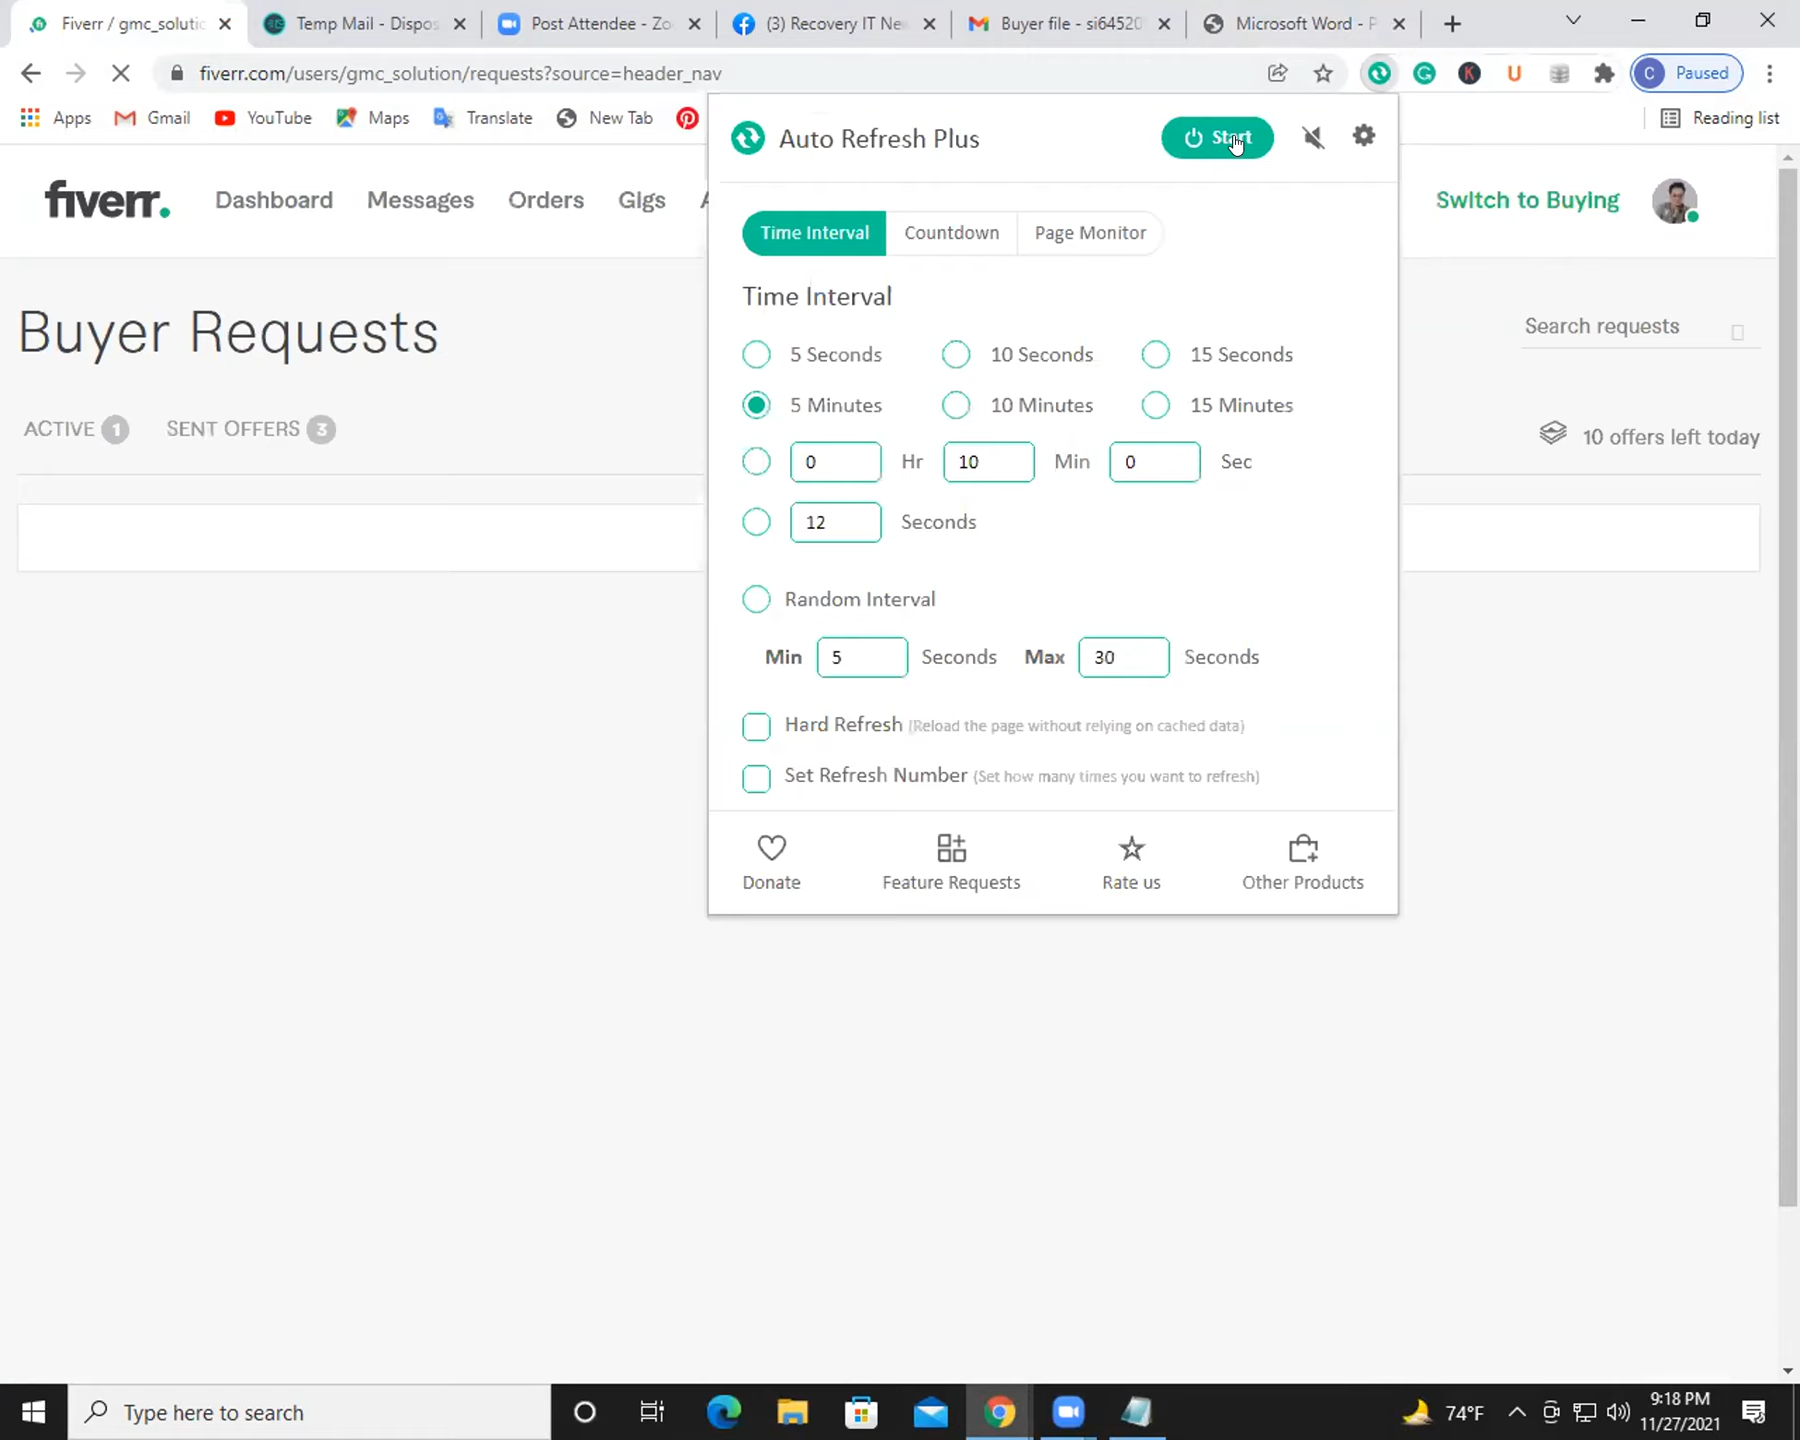 Fiverr / gmc_solutic
Temp Mail - Dispos
Post Attendee - Zo
(3) Recovery IT Ne
Buyer file - si64520
Microsoft Word - P
fiverr.com/users/gmc_solution/requests?source=header_nav
C Paused
Apps Gmail YouTube Maps Translate New Tab Reading list
Auto Refresh Plus Start
fiverr. Dashboard Messages Orders Gigs Switch to Buying
Time Interval Countdown Page Monitor
Time Interval
Buyer Requests
Search requests
5 Seconds 10 Seconds 15 Seconds
5 Minutes 10 Minutes 15 Minutes
ACTIVE 1 SENT OFFERS 3
10 offers left today
0 Hr 10 Min 0 Sec
12 Seconds
Random Interval
Min 5 Seconds Max 30 Seconds
Hard Refresh (Reload the page without relying on cached data)
Set Refresh Number (Set how many times you want to refresh)
Donate Feature Requests Rate us Other Products
Type here to search
74°F
9:18 PM
11/27/2021